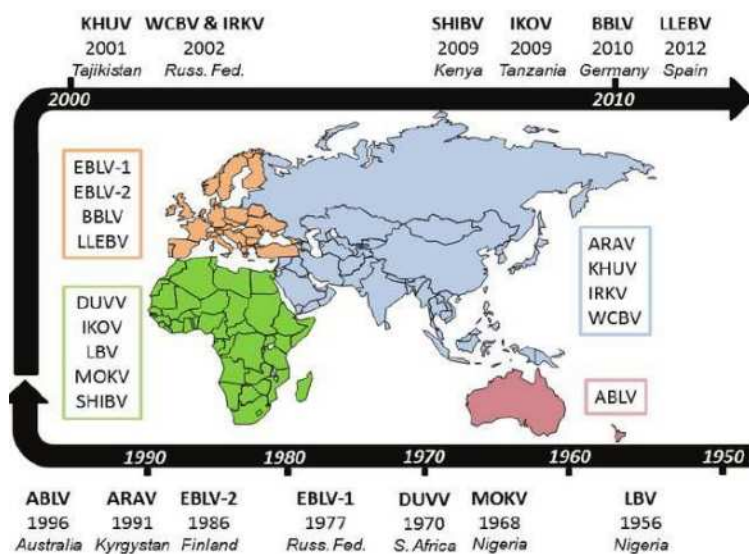 KHUV WCBV & IRKV SHIBV IKOV BBLV LLEBV
2001 2002 2009 2009 2010 2012
Tajikistan Russ. Fed. Kenya Tanzania Germany Spain
2000 2010
EBLV-1
EBLV-2
BBLV
LLEBV
DUVV
IKOV
LBV
MOKV
SHIBV
ARAV
KHUV
IRKV
WCBV
ABLV
1990 1980 1970 1960 1950
ABLV ARAV EBLV-2 EBLV-1 DUVV MOKV LBV
1996 1991 1986 1977 1970 1968 1956
Australia Kyrgystan Finland Russ. Fed. S. Africa Nigeria Nigeria